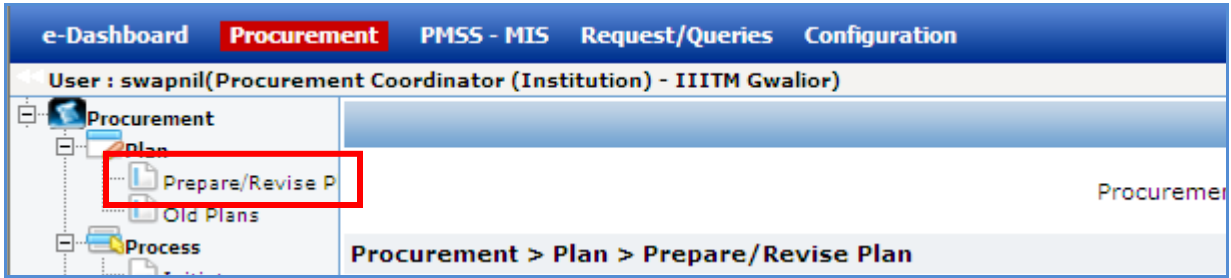 e-Dashboard Procurement PMSS - MIS Request/Queries Configuration
User : swapnil(Procurement Coordinator (Institution) - IIITM Gwalior)
Procurement
Plan
Prepare/Revise P
Old Plans
Procuremer
Process
Procurement > Plan > Prepare/Revise Plan